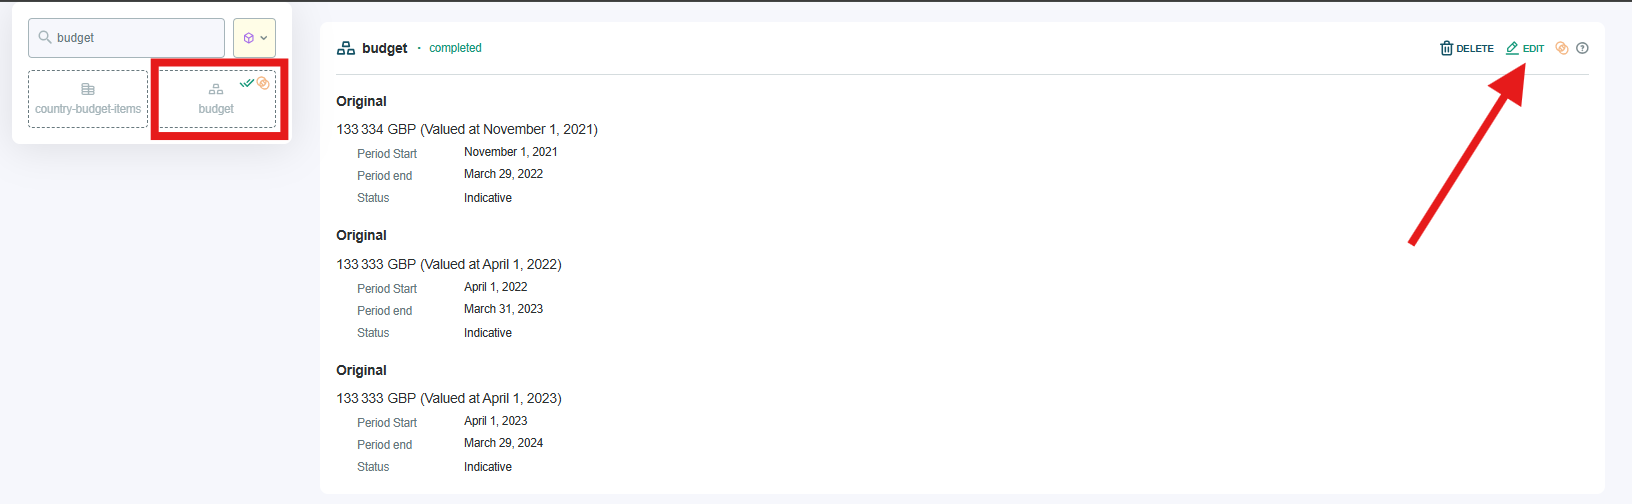 budget
country-budget-items
budget
budget · completed
DELETE EDIT
Original
133 334 GBP (Valued at November 1, 2021)
Period Start November 1, 2021
Period end March 29, 2022
Status Indicative
Original
133 333 GBP (Valued at April 1, 2022)
Period Start April 1, 2022
Period end March 31, 2023
Status Indicative
Original
133 333 GBP (Valued at April 1, 2023)
Period Start April 1, 2023
Period end March 29, 2024
Status Indicative